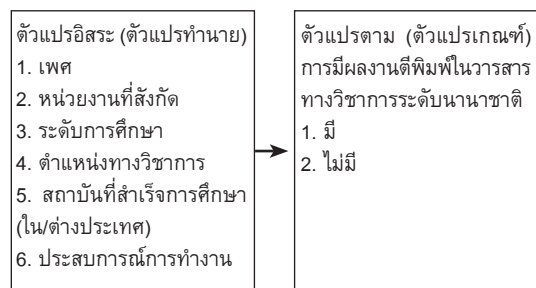 ตัวแปรอิสระ (ตัวแปรทำนาย)
1. เพศ
2. หน่วยงานที่สังกัด
3. ระดับการศึกษา
4. ตำแหน่งทางวิชาการ
5. สถาบันที่สำเร็จการศึกษา
(ใน/ต่างประเทศ)
6. ประสบการณ์การทำงาน
ตัวแปรตาม (ตัวแปรเกณฑ์)
การมีผลงานตีพิมพ์ในวารสาร
ทางวิชาการระดับนานาชาติ
1. มี
2. ไม่มี